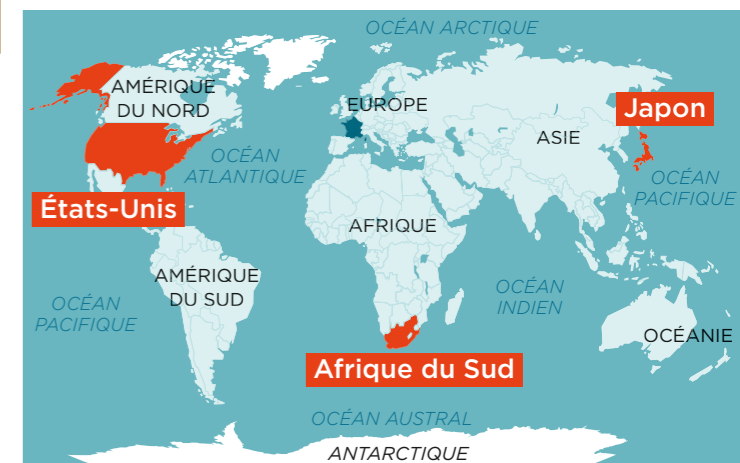 OCÉAN ARCTIQUE
AMÉRIQUE
DU NORD
EUROPE
Japon
ASIE
OCÉAN
ATLANTIQUE
OCÉAN
PACIFIQUE
États-Unis
AFRIQUE
AMÉRIQUE
DU SUD
OCÉAN
INDIEN
OCÉAN
PACIFIQUE
OCÉANIE
Afrique du Sud
OCÉAN AUSTRAL
ANTARCTIQUE